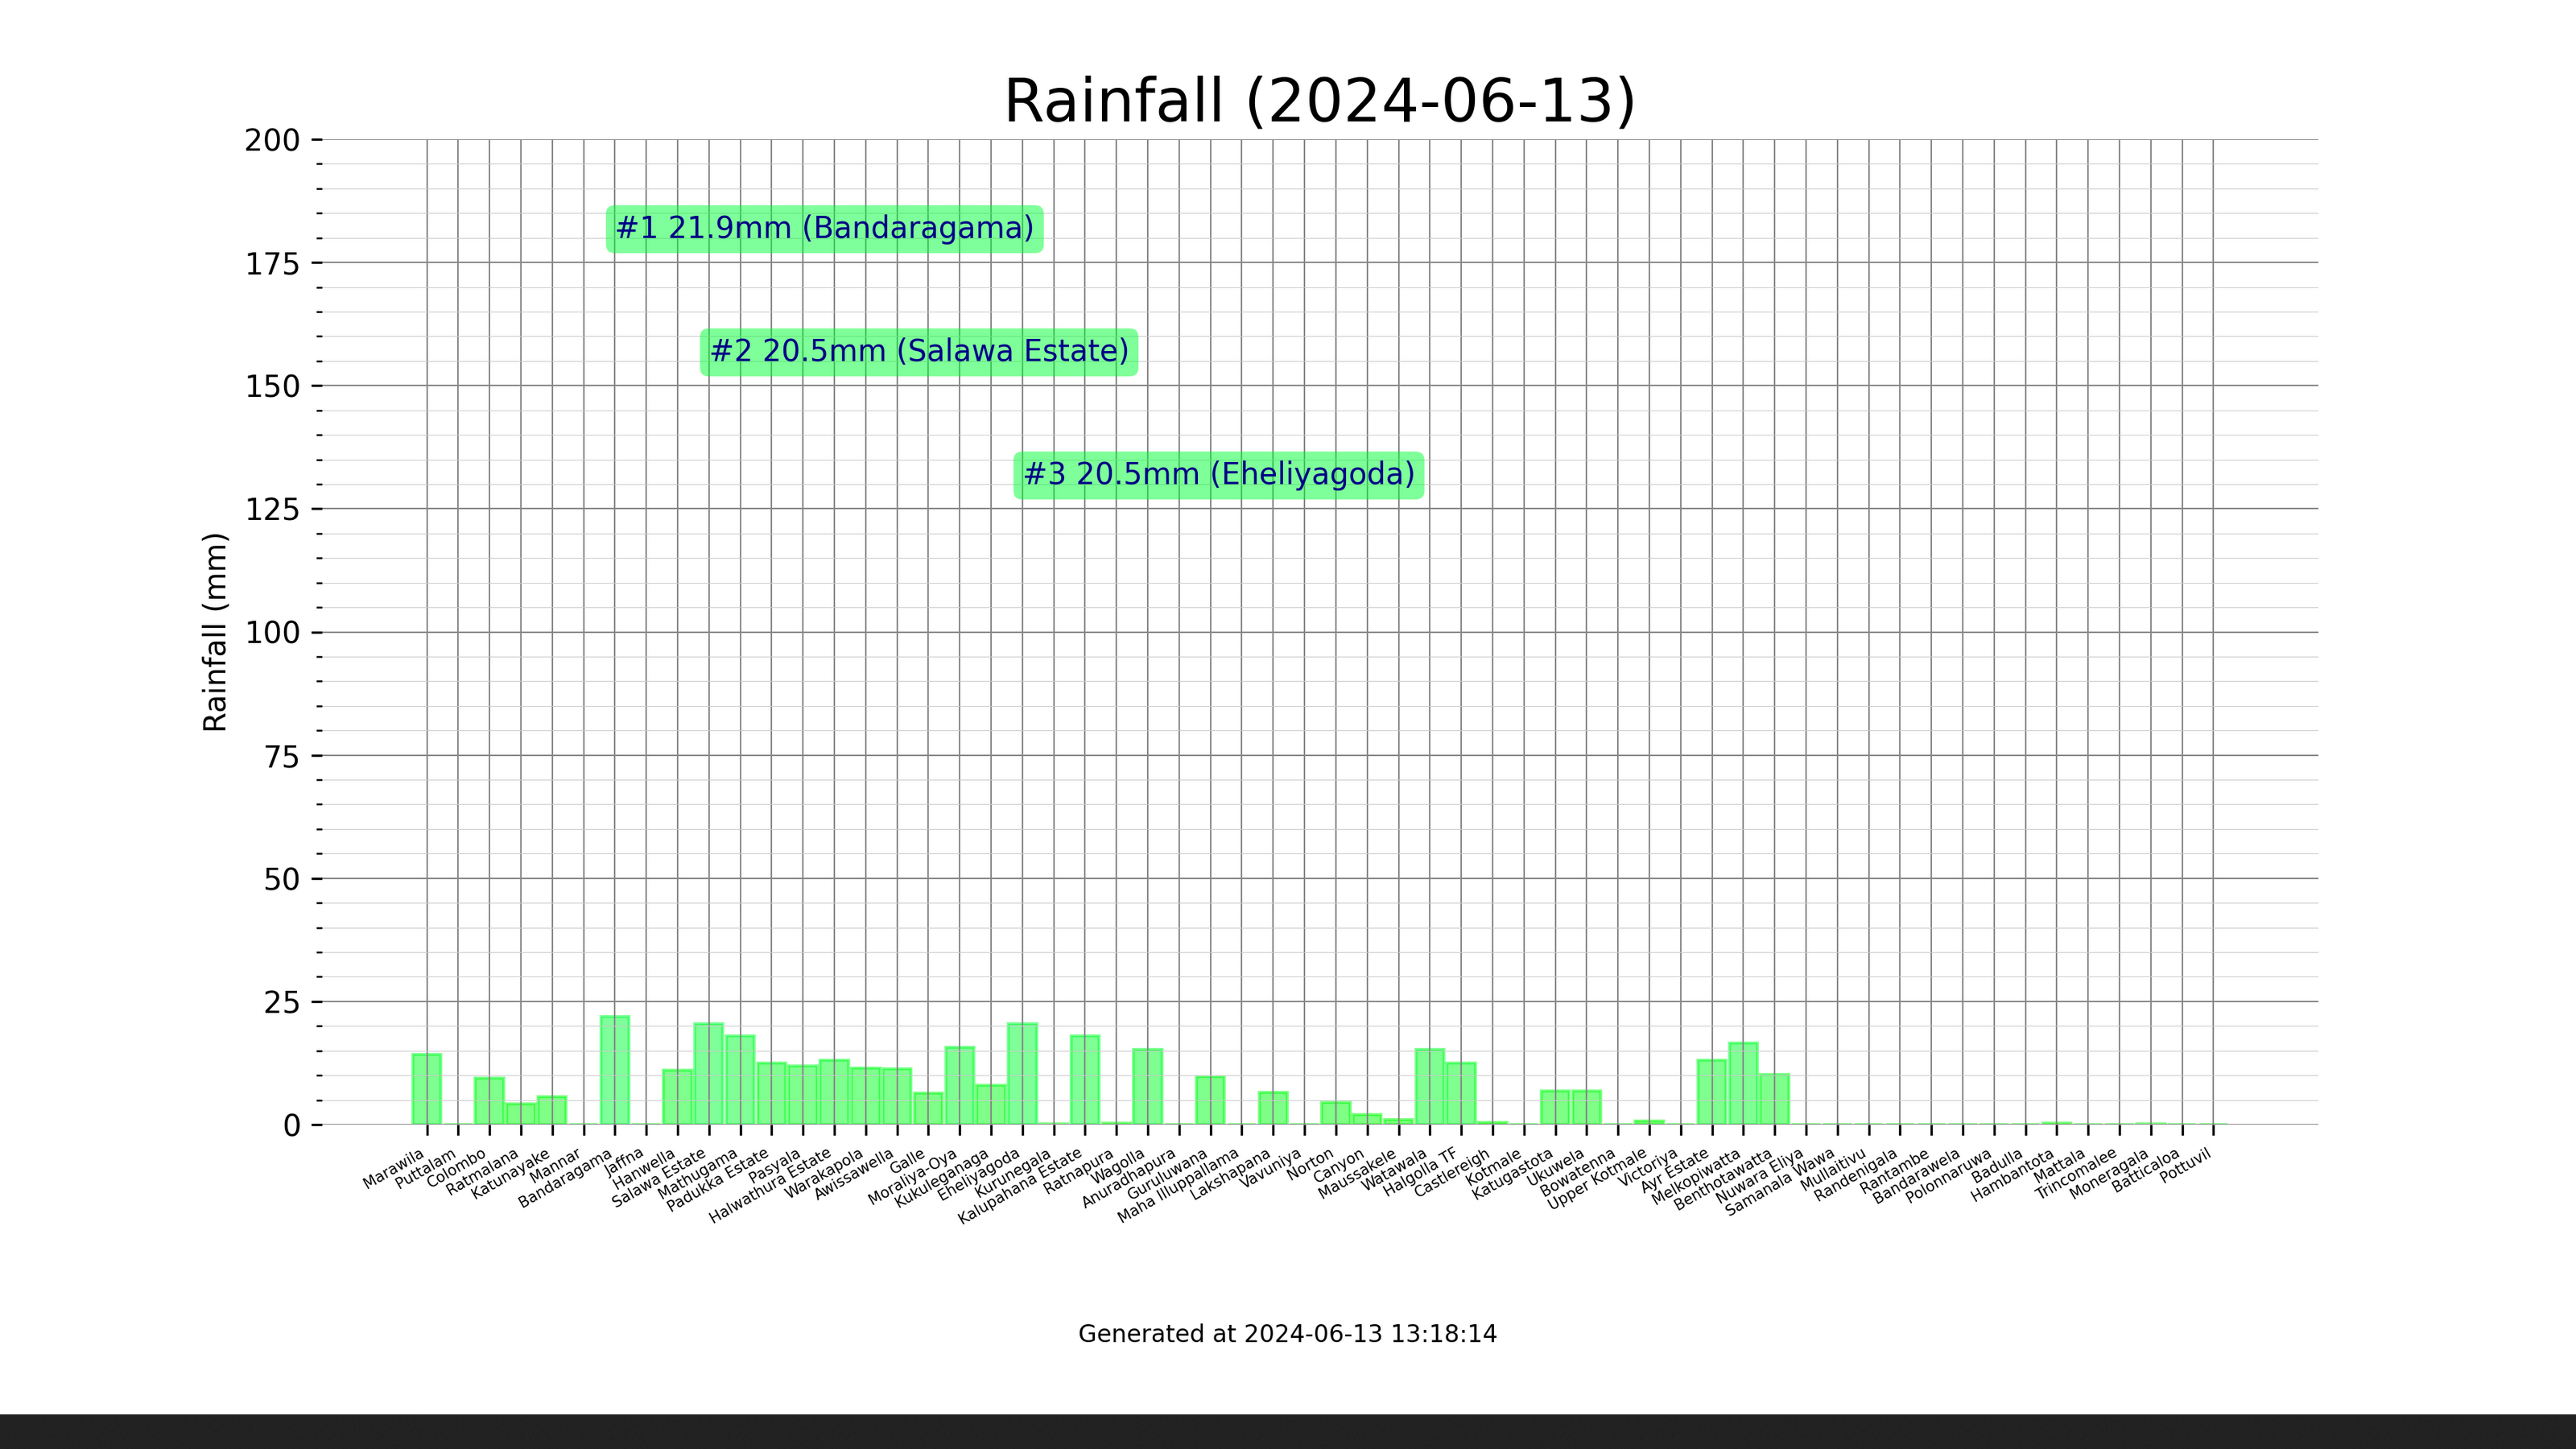 Rainfall (2024-06-13)
200
175
150
125
100
75
50
25
0
Rainfall (mm)
#1 21.9mm (Bandaragama)
#2 20.5mm (Salawa Estate)
#3 20.5mm (Eheliyagoda)
Marawila
Puttalam
Colombo
Ratmalana
Katunayake
Mannar
Bandaragama
Jaffna
Hanwella
Salawa Estate
Mathugama
Padukka Estate
Pasyala
Halwathura Estate
Warakapola
Awissawella
Galle
Moraliya-Oya
Kukuleganaga
Eheliyagoda
Kurunegala
Kalupahana Estate
Ratnapura
Wagolla
Anuradhapura
Guruluwana
Maha Illuppallama
Lakshapana
Vavuniya
Norton
Canyon
Maussakele
Watawala
Halgolla TF
Castlereigh
Kotmale
Katugastota
Ukuwela
Bowatenna
Upper Kotmale
Victoriya
Ayr Estate
Melkopiwatta
Benthotawatta
Nuwara Eliya
Samanala Wawa
Mullaitivu
Randenigala
Rantambe
Bandarawela
Polonnaruwa
Badulla
Hambantota
Mattala
Trincomalee
Moneragala
Batticaloa
Pottuvil
Generated at 2024-06-13 13:18:14